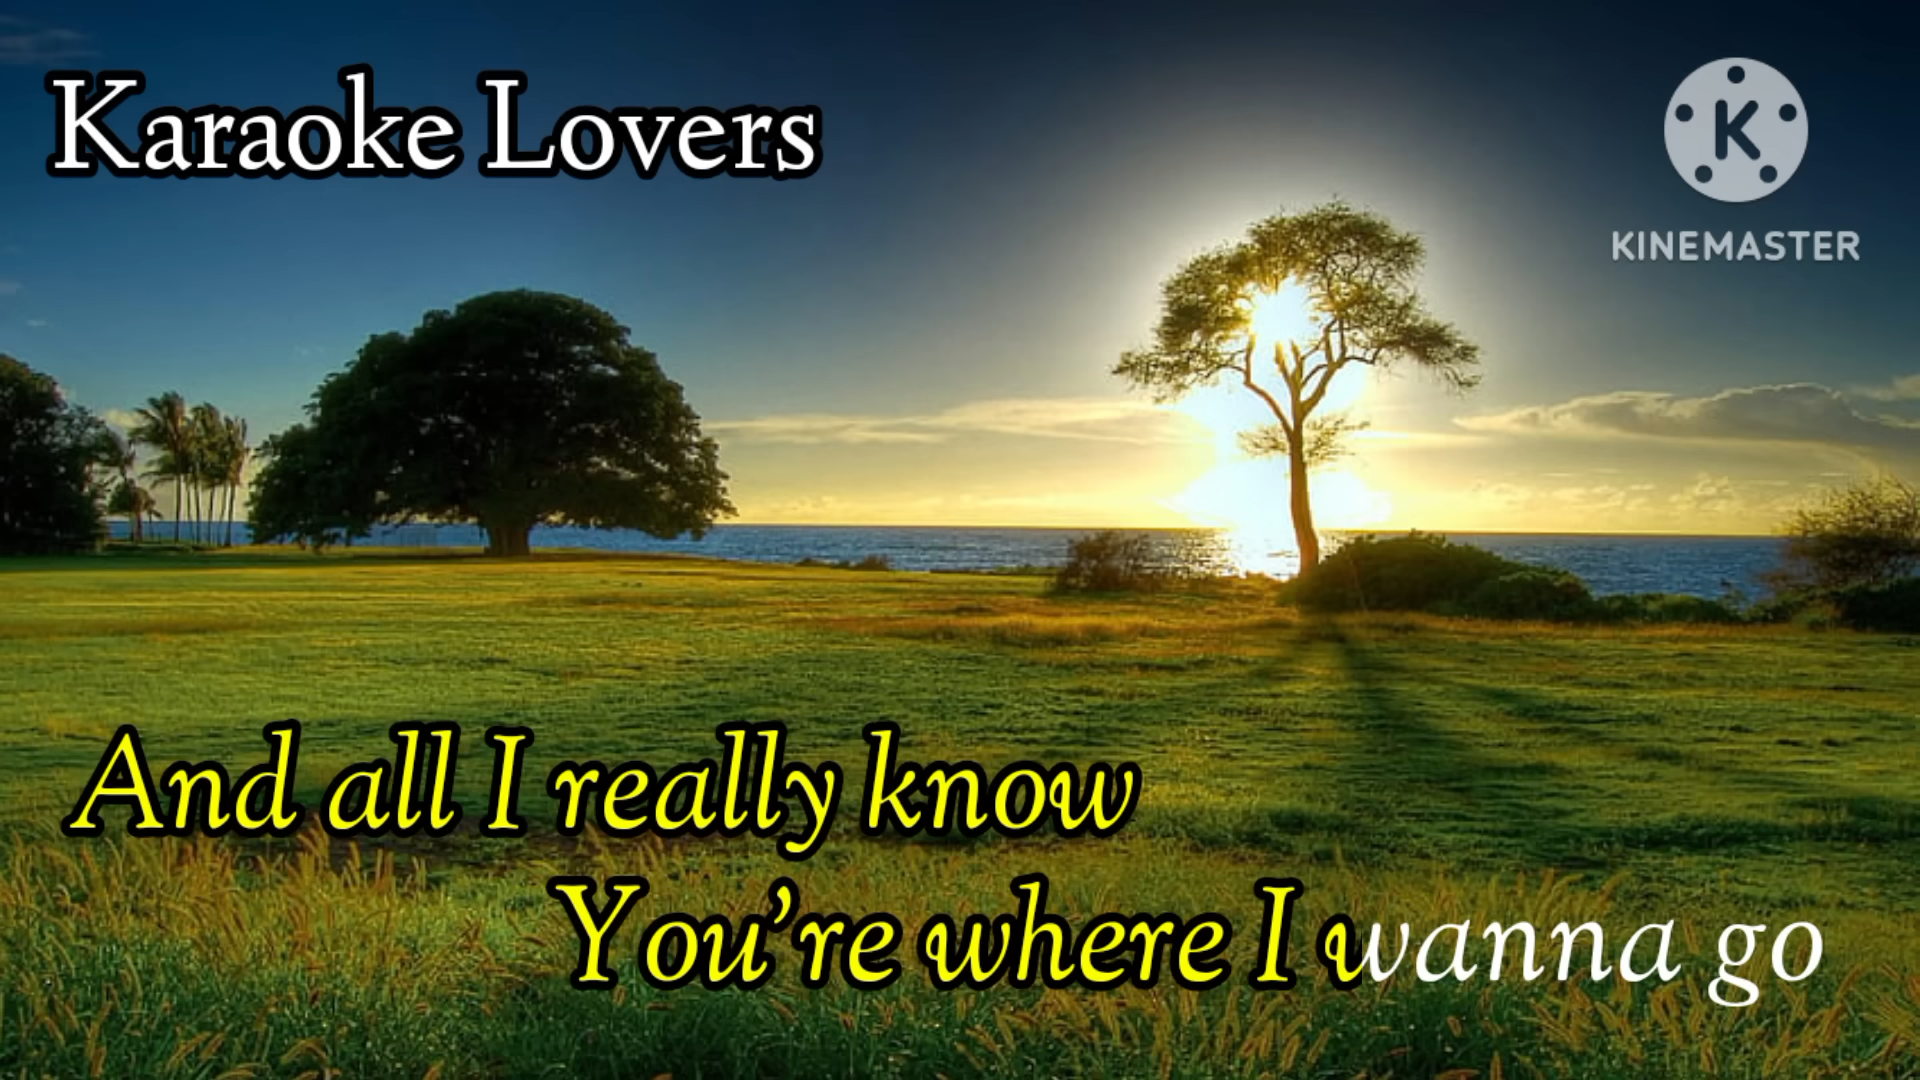 Karaoke Lovers
K
KINEMASTER
And all I really know
You’re where I wanna go